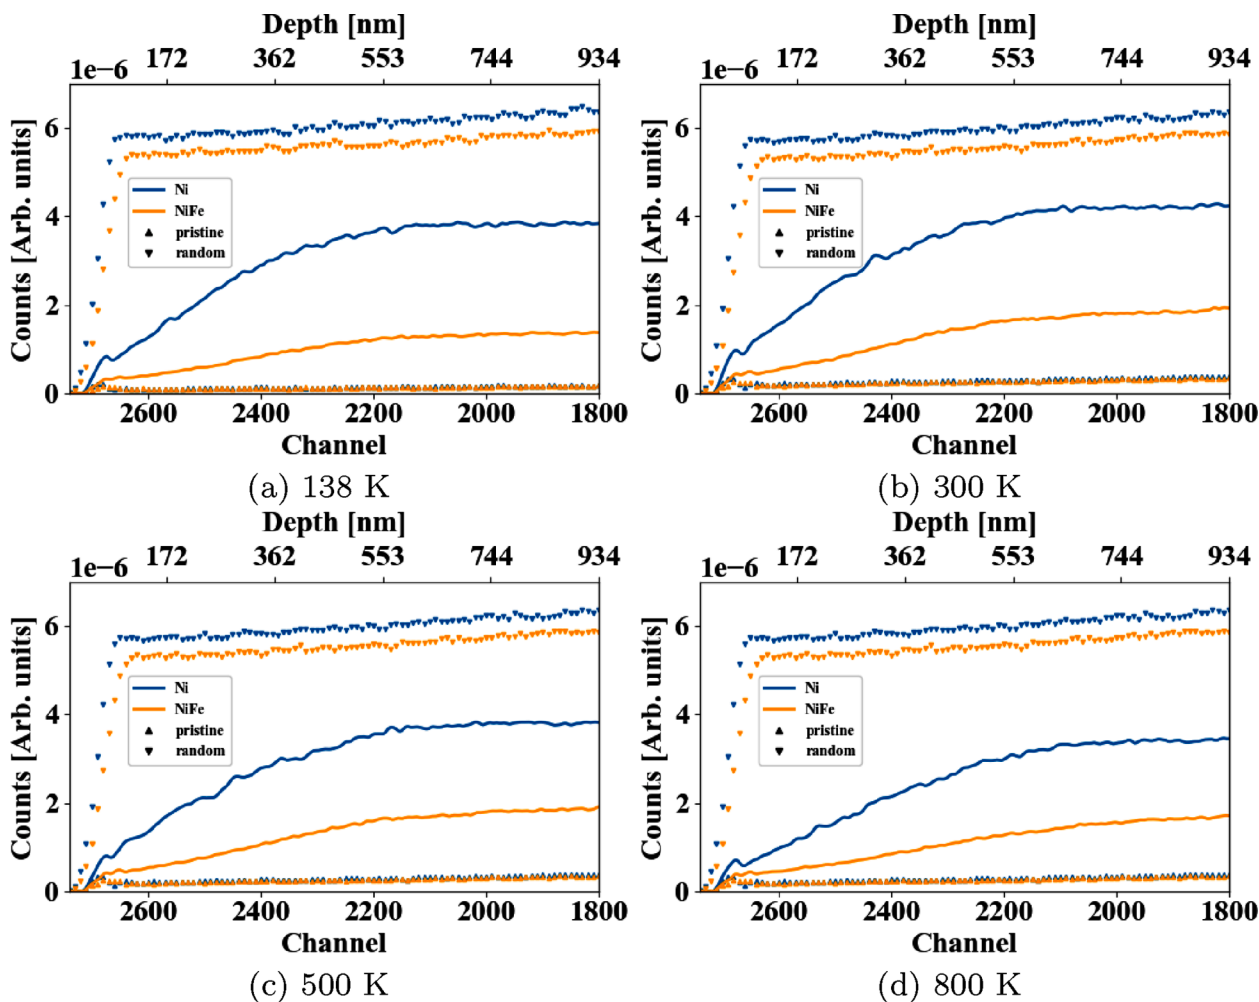 Depth [nm]
172 362 553 744 934
1e−6
Counts [Arb. units]
6
4
2
0
Ni
NiFe
pristine
random
2600 2400 2200 2000 1800
Channel
(a) 138 K
Depth [nm]
172 362 553 744 934
1e−6
Counts [Arb. units]
6
4
2
0
Ni
NiFe
pristine
random
2600 2400 2200 2000 1800
Channel
(b) 300 K
Depth [nm]
172 362 553 744 934
1e−6
Counts [Arb. units]
6
4
2
0
Ni
NiFe
pristine
random
2600 2400 2200 2000 1800
Channel
(c) 500 K
Depth [nm]
172 362 553 744 934
1e−6
Counts [Arb. units]
6
4
2
0
Ni
NiFe
pristine
random
2600 2400 2200 2000 1800
Channel
(d) 800 K